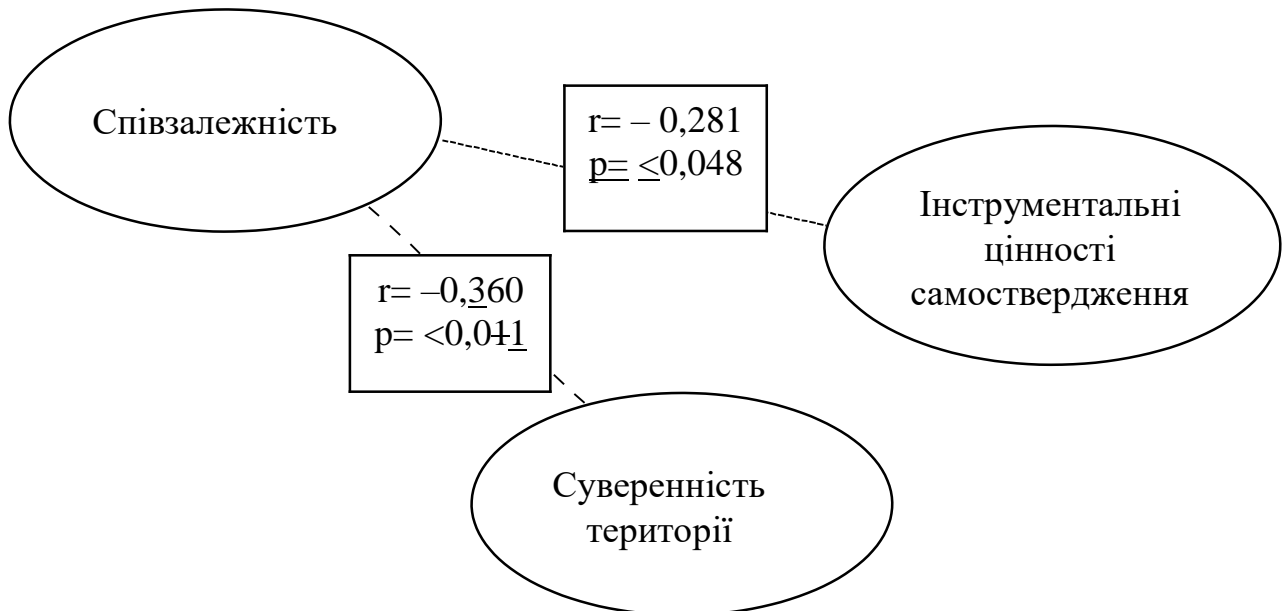 Співзалежність
r= – 0,281
p= <0,048
Інструментальні
цінності
самоствердження
r= –0,360
p= <0,011
Суверенність
території